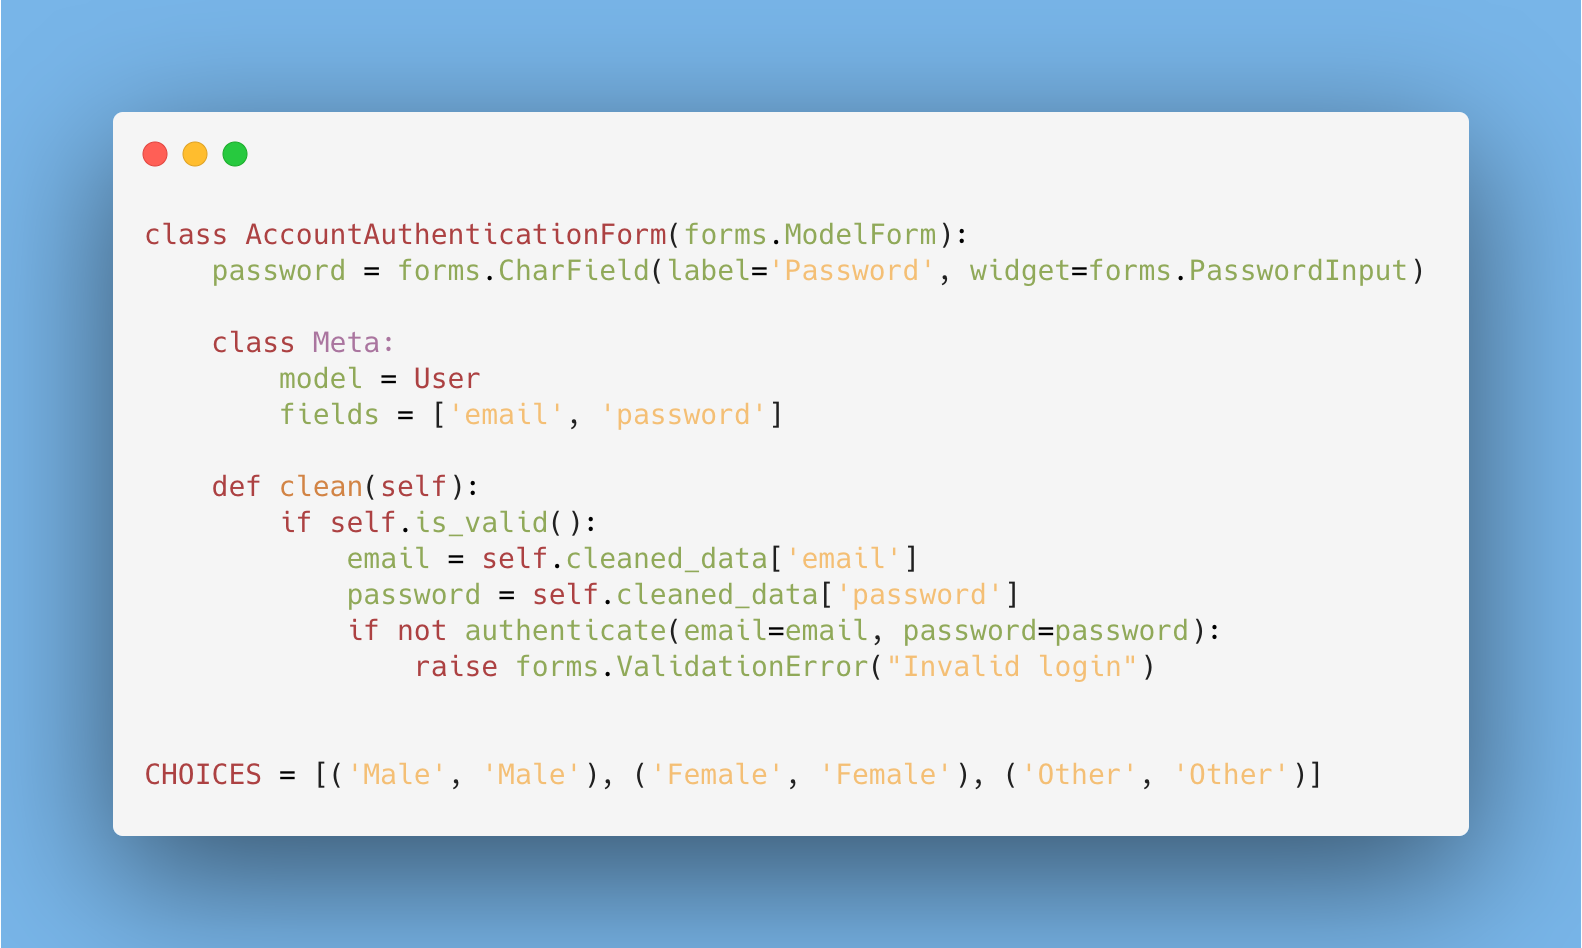 class AccountAuthenticationForm(forms.ModelForm):
    password = forms.CharField(label='Password', widget=forms.PasswordInput)

    class Meta:
        model = User
        fields = ['email', 'password']

    def clean(self):
        if self.is_valid():
            email = self.cleaned_data['email']
            password = self.cleaned_data['password']
            if not authenticate(email=email, password=password):
                raise forms.ValidationError("Invalid login")


CHOICES = [('Male', 'Male'), ('Female', 'Female'), ('Other', 'Other')]